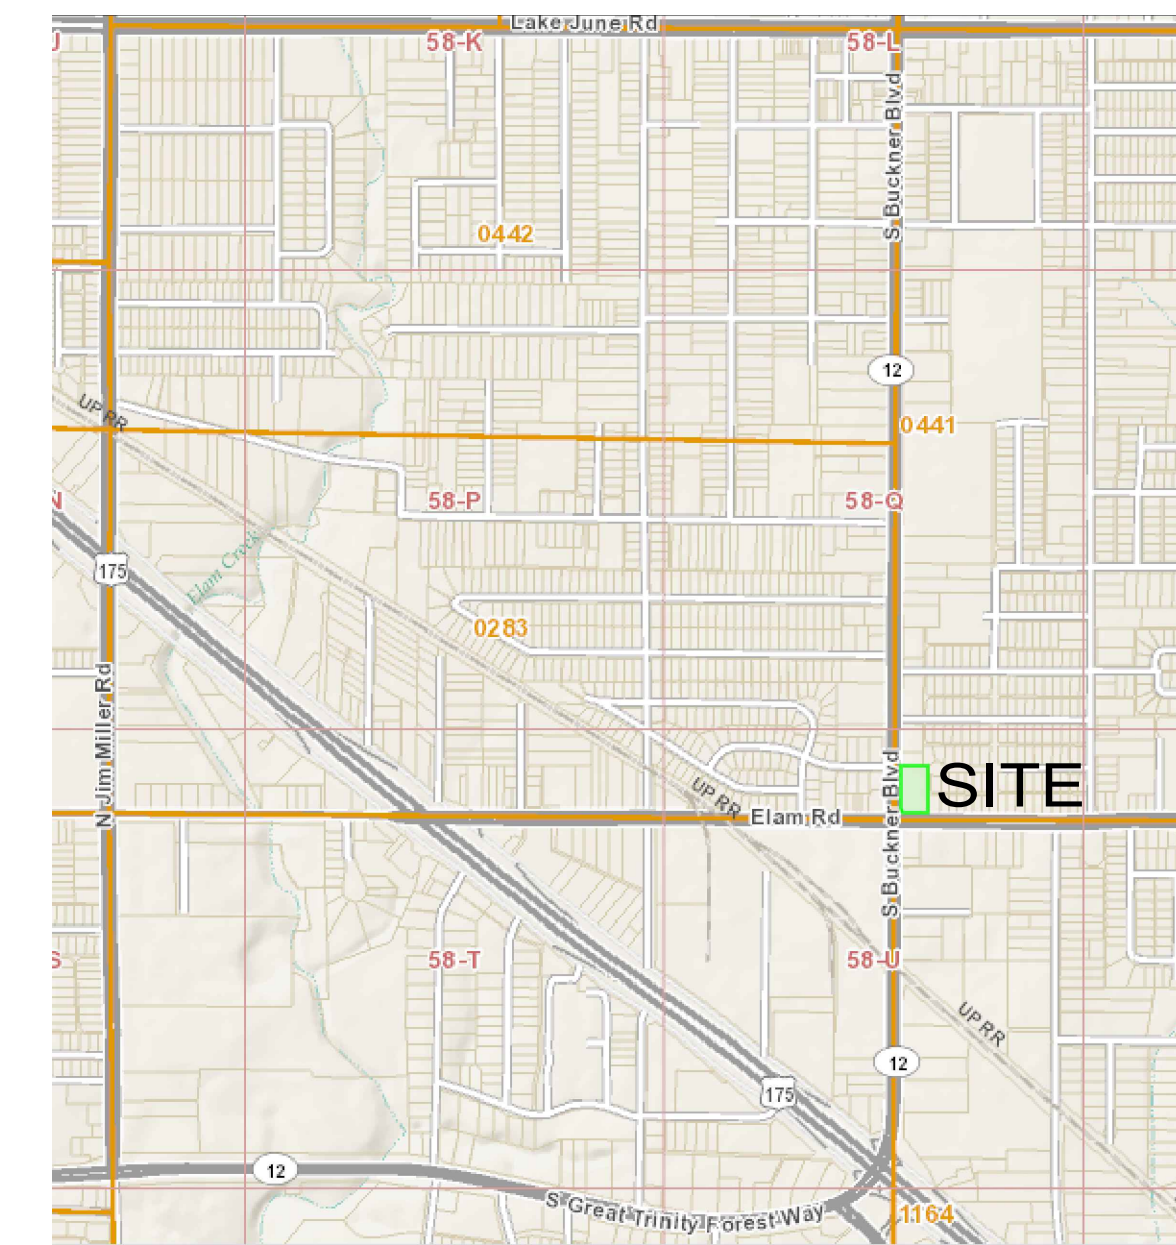 Lake June Rd
J
58-K
58-L
S Buckner Blvd
0442
12
UP RR
0441
N
58-P
58-Q
175
Elam Creek
0283
N Jim Miller Rd
S Buckner Blvd
SITE
UP RR
Elam Rd
S
58-T
58-U
UP RR
12
175
12
S Great Trinity Forest Way
1164